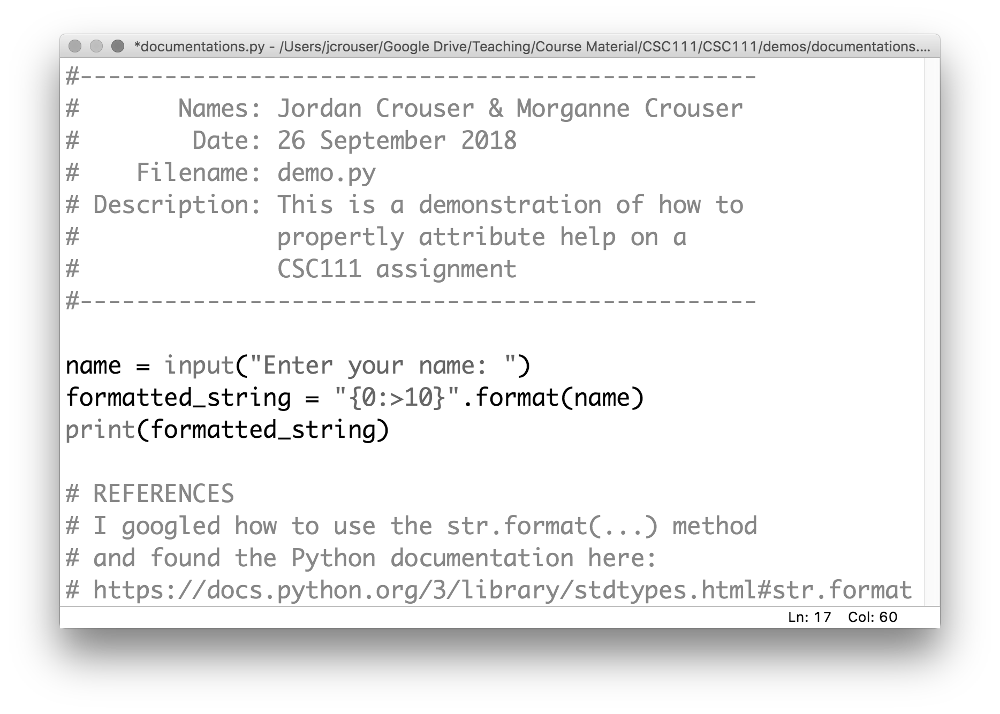 *documentations.py - /Users/jcrouser/Google Drive/Teaching/Course Material/CSC111/CSC111/demos/documentations....
#------------------------------------------------
#       Names: Jordan Crouser & Morganne Crouser
#        Date: 26 September 2018
#    Filename: demo.py
# Description: This is a demonstration of how to
#              propertly attribute help on a
#              CSC111 assignment
#------------------------------------------------
name = input("Enter your name: ")
formatted_string = "{0:>10}".format(name)
print(formatted_string)
# REFERENCES
# I googled how to use the str.format(...) method
# and found the Python documentation here:
# https://docs.python.org/3/library/stdtypes.html#str.format
Ln: 17 Col: 60